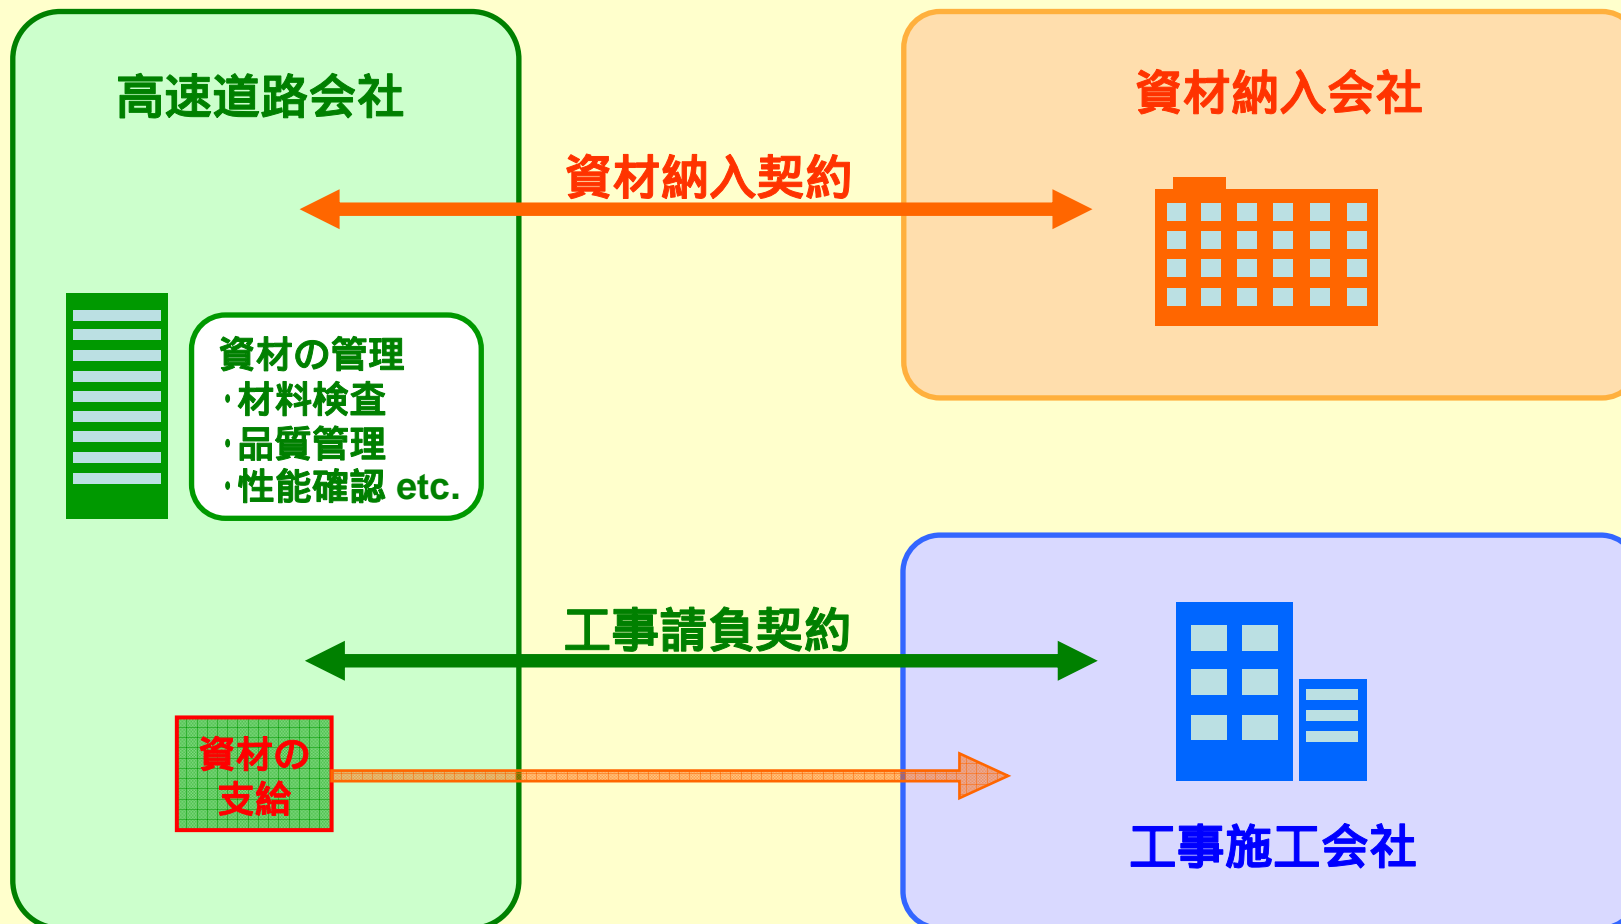 高速道路会社
資材納入会社
資材納入契約
資材の管理
・材料検査
・品質管理
・性能確認 etc.
工事請負契約
資材の
支給
工事施工会社